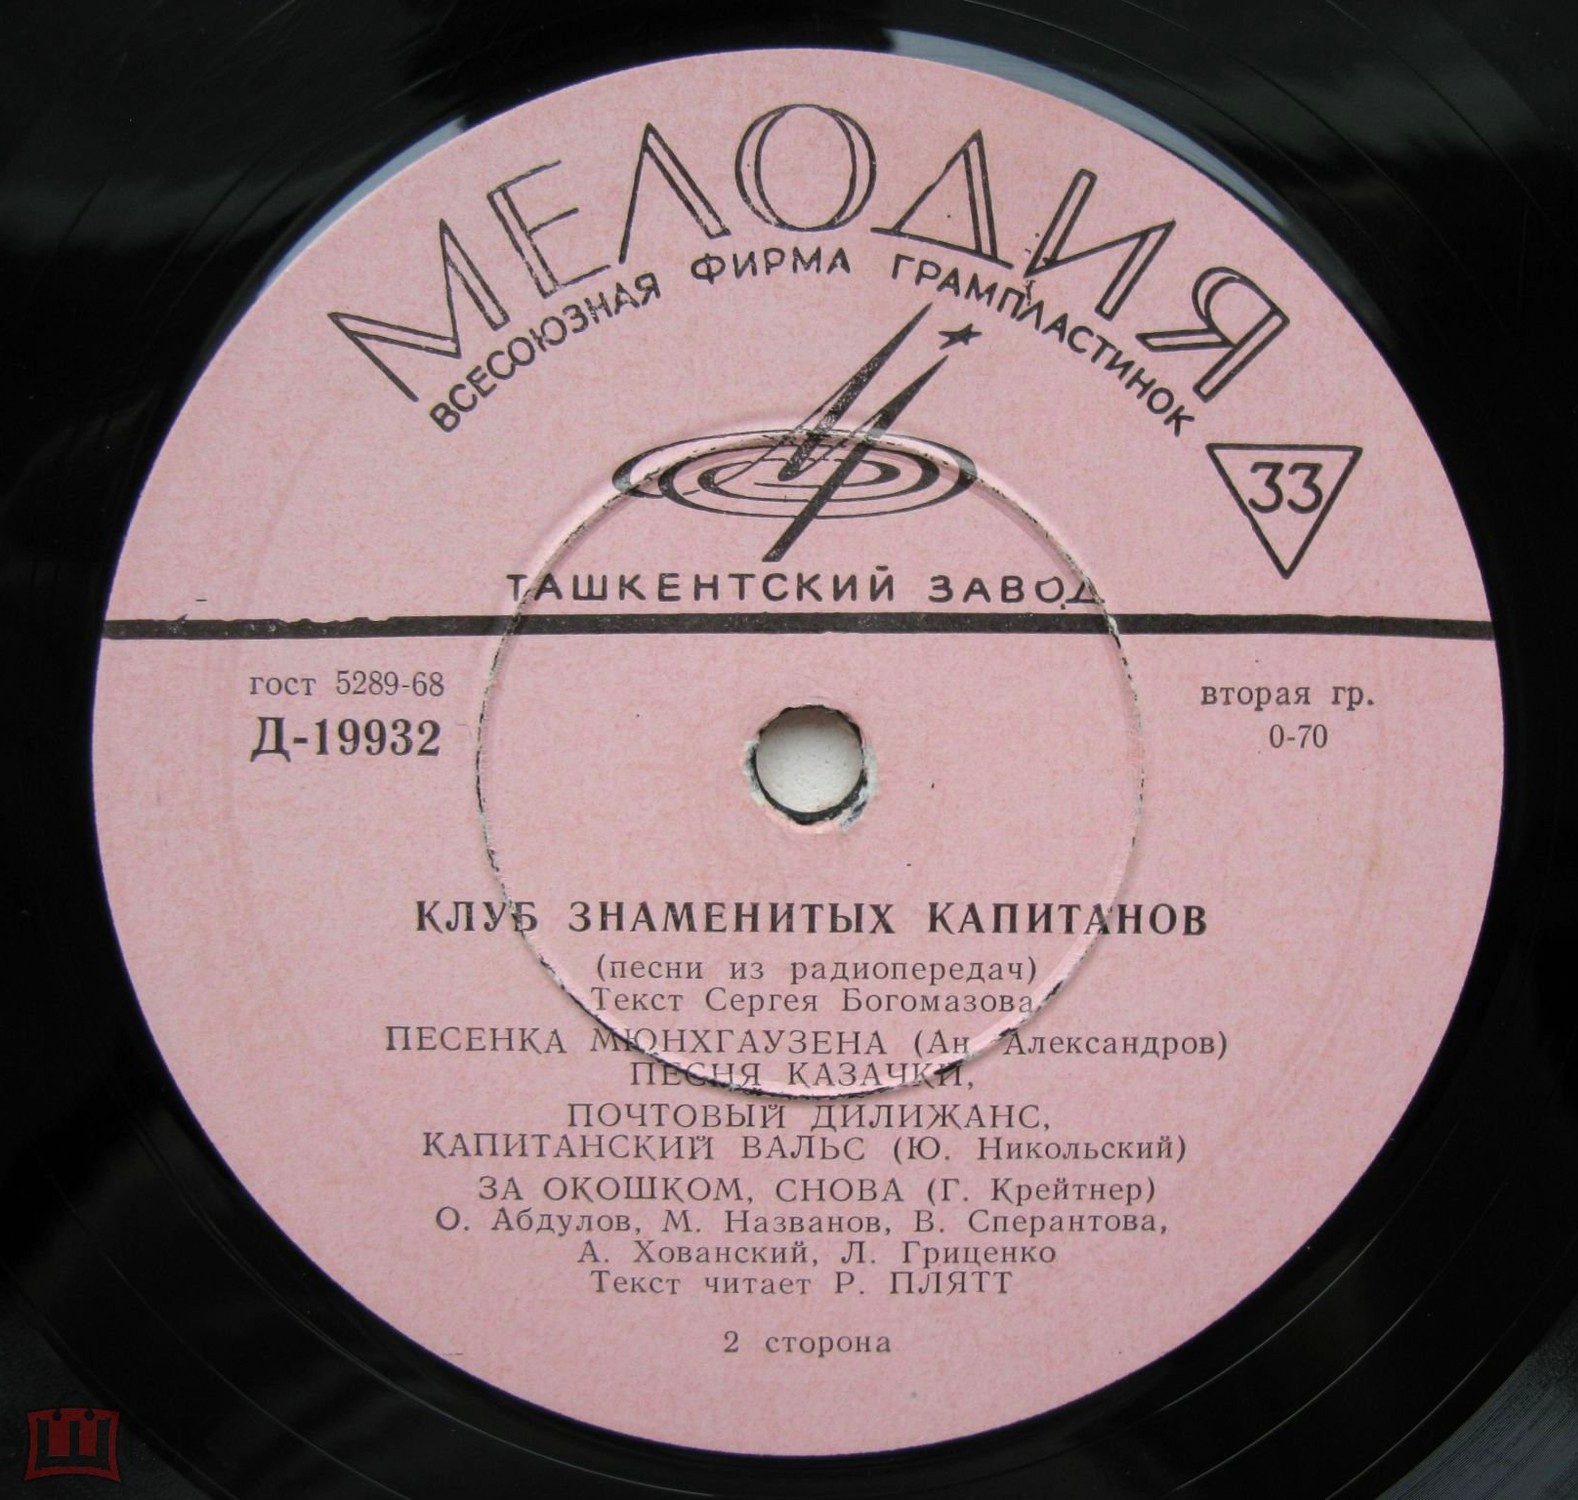 МЕЛОДИЯ
ВСЕСОЮЗНАЯ ФИРМА ГРАМПЛАСТИНОК
33
ТАШКЕНТСКИЙ ЗАВОД
гост 5289-68
Д-19932
вторая гр.
0-70
КЛУБ ЗНАМЕНИТЫХ КАПИТАНОВ
(песни из радиопередач)
Текст Сергея Богомазова
ПЕСЕНКА МЮНХГАУЗЕНА (Ан. Александров)
ПЕСНЯ КАЗАЧКИ,
ПОЧТОВЫЙ ДИЛИЖАНС,
КАПИТАНСКИЙ ВАЛЬС (Ю. Никольский)
ЗА ОКОШКОМ, СНОВА (Г. Крейтнер)
О. Абдулов, М. Названов, В. Сперантова,
А. Хованский, Л. Гриценко
Текст читает Р. ПЛЯТТ
2 сторона